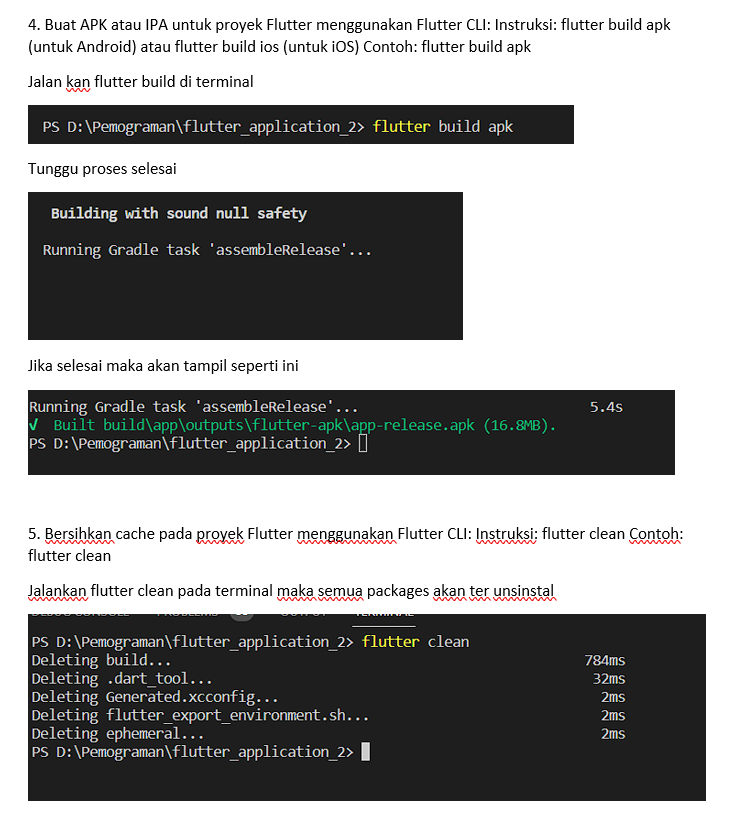 4. Buat APK atau IPA untuk proyek Flutter menggunakan Flutter CLI: Instruksi: flutter build apk
(untuk Android) atau flutter build ios (untuk iOS) Contoh: flutter build apk
Jalan kan flutter build di terminal
PS D:\Pemograman\flutter_application_2> flutter build apk
Tunggu proses selesai
Building with sound null safety
Running Gradle task 'assembleRelease'...
Jika selesai maka akan tampil seperti ini
Running Gradle task 'assembleRelease'... 5.4s
√ Built build\app\outputs\flutter-apk\app-release.apk (16.8MB).
PS D:\Pemograman\flutter_application_2>
5. Bersihkan cache pada proyek Flutter menggunakan Flutter CLI: Instruksi: flutter clean Contoh:
flutter clean
Jalankan flutter clean pada terminal maka semua packages akan ter unsinstal
PS D:\Pemograman\flutter_application_2> flutter clean
Deleting build... 784ms
Deleting .dart_tool... 32ms
Deleting Generated.xcconfig... 2ms
Deleting flutter_export_environment.sh... 2ms
Deleting ephemeral... 2ms
PS D:\Pemograman\flutter_application_2>